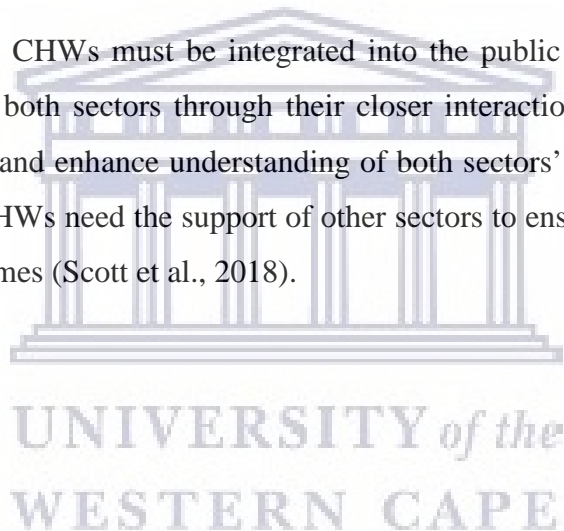 CHWs must be integrated into the public
both sectors through their closer interactio
and enhance understanding of both sectors'
HWs need the support of other sectors to ens
mes (Scott et al., 2018).
UNIVERSITY of the
WESTERN CAPE